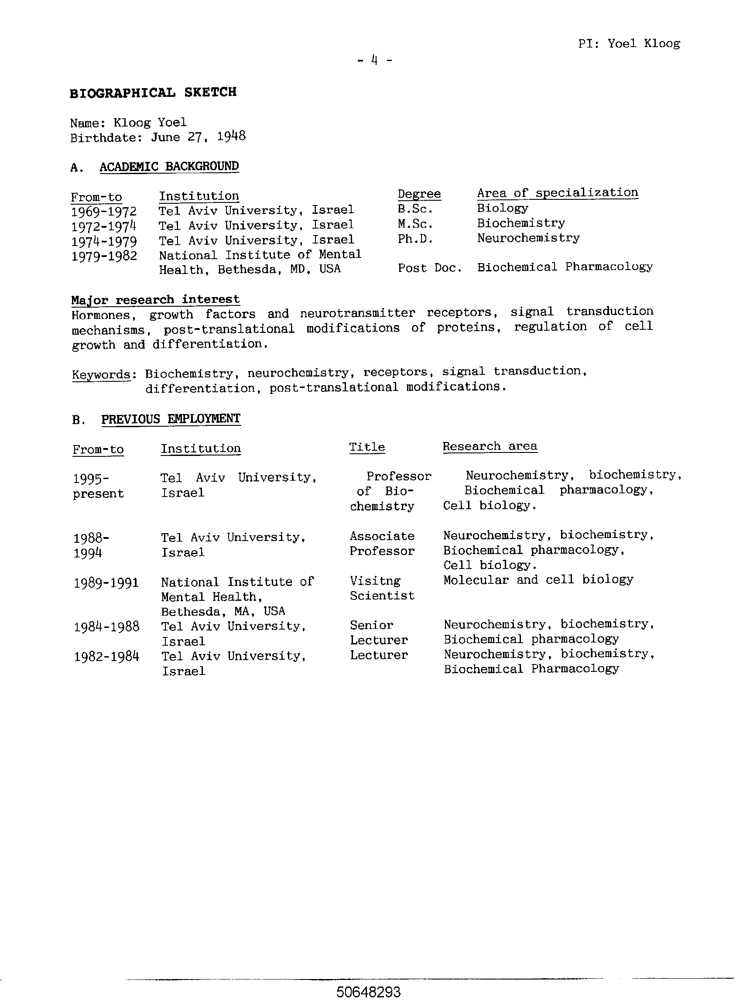 PI: Yoel Kloog
- 4 -
BIOGRAPHICAL SKETCH
Name: Kloog Yoel
Birthdate: June 27, 1948
A. ACADEMIC BACKGROUND
From-to Institution Degree Area of specialization
1969-1972 Tel Aviv University, Israel B.Sc. Biology
1972-1974 Tel Aviv University, Israel M.Sc. Biochemistry
1974-1979 Tel Aviv University, Israel Ph.D. Neurochemistry
1979-1982 National Institute of Mental
Health, Bethesda, MD, USA Post Doc. Biochemical Pharmacology
Major research interest
Hormones, growth factors and neurotransmitter receptors, signal transduction
mechanisms, post-translational modifications of proteins, regulation of cell
growth and differentiation.
Keywords: Biochemistry, neurochemistry, receptors, signal transduction,
differentiation, post-translational modifications.
B. PREVIOUS EMPLOYMENT
From-to Institution Title Research area
1995- Tel Aviv University, Professor Neurochemistry, biochemistry,
present Israel of Bio- Biochemical pharmacology,
chemistry Cell biology.
1988- Tel Aviv University, Associate Neurochemistry, biochemistry,
1994 Israel Professor Biochemical pharmacology,
Cell biology.
1989-1991 National Institute of Visitng Molecular and cell biology
Mental Health, Scientist
Bethesda, MA, USA
1984-1988 Tel Aviv University, Senior Neurochemistry, biochemistry,
Israel Lecturer Biochemical pharmacology
1982-1984 Tel Aviv University, Lecturer Neurochemistry, biochemistry,
Israel Biochemical Pharmacology
50648293